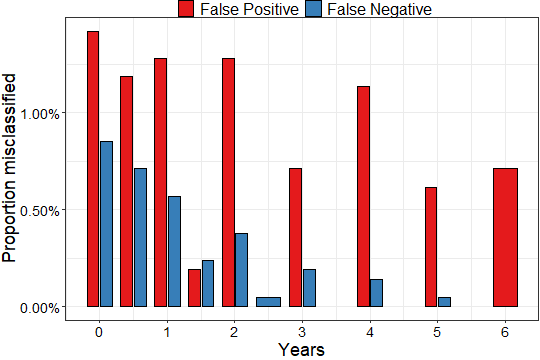 False Positive False Negative
Proportion misclassified
1.00%
0.50%
0.00%
0 1 2 3 4 5 6
Years